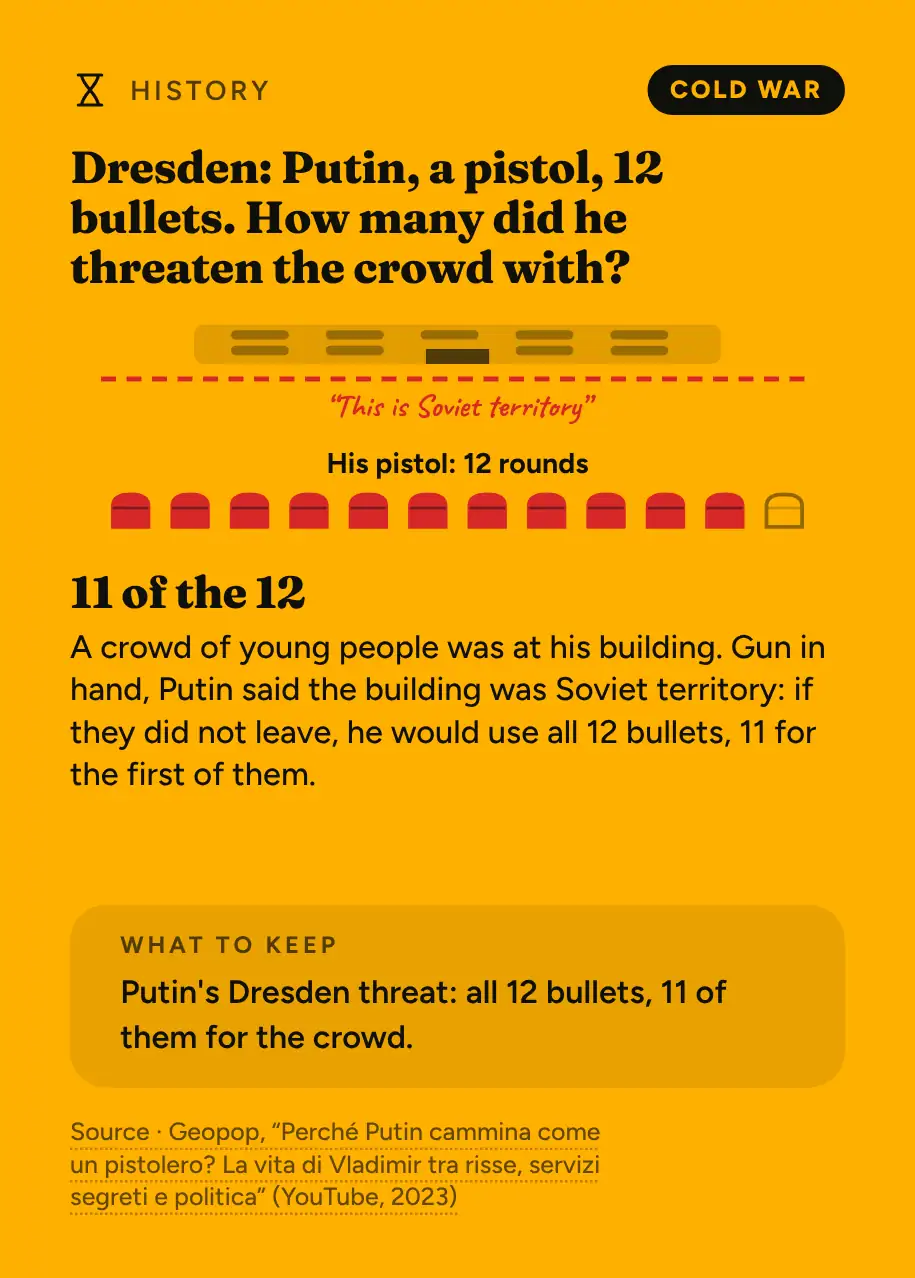 HISTORY
COLD WAR
Dresden: Putin, a pistol, 12
bullets. How many did he
threaten the crowd with?
“This is Soviet territory”
His pistol: 12 rounds
11 of the 12
A crowd of young people was at his building. Gun in
hand, Putin said the building was Soviet territory: if
they did not leave, he would use all 12 bullets, 11 for
the first of them.
WHAT TO KEEP
Putin's Dresden threat: all 12 bullets, 11 of
them for the crowd.
Source · Geopop, “Perché Putin cammina come
un pistolero? La vita di Vladimir tra risse, servizi
segreti e politica” (YouTube, 2023)